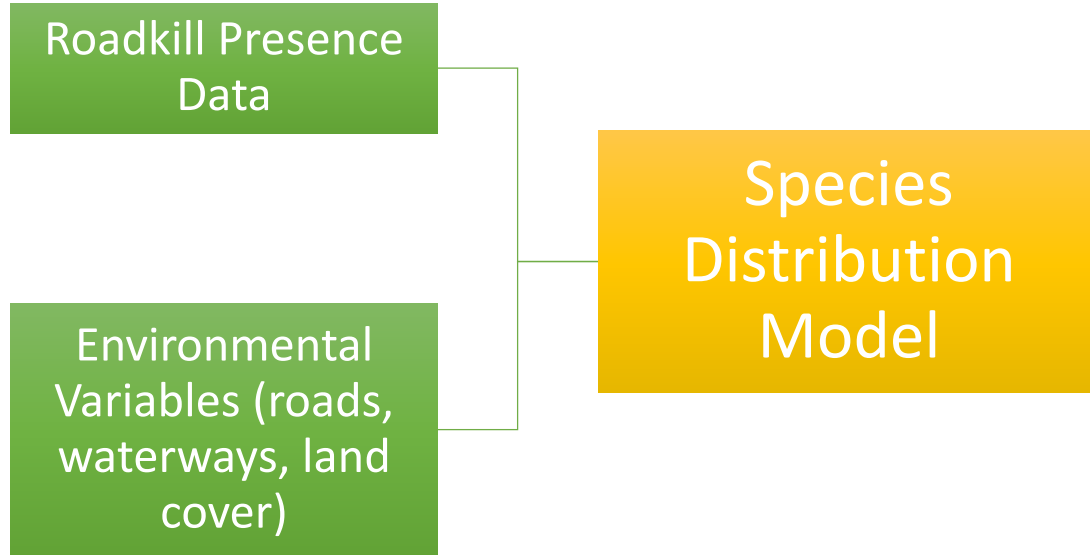 Roadkill Presence
Data
Environmental
Variables (roads,
waterways, land
cover)
Species
Distribution
Model